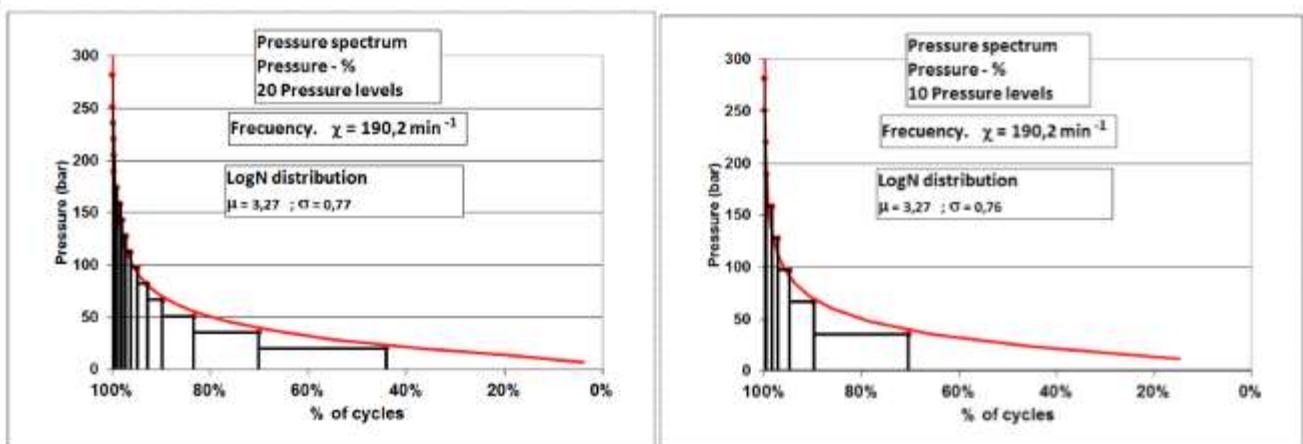 Pressure spectrum
Pressure - %
20 Pressure levels
Frecuency. χ = 190,2 min -1
LogN distribution
μ = 3,27 ; σ = 0,77
Pressure (bar)
300
250
200
150
100
50
0
100%
80%
60%
40%
20%
0%
% of cycles
Pressure spectrum
Pressure - %
10 Pressure levels
Frecuency. χ = 190,2 min -1
LogN distribution
μ = 3,27 ; σ = 0,76
Pressure (bar)
300
250
200
150
100
50
0
100%
80%
60%
40%
20%
0%
% of cycles